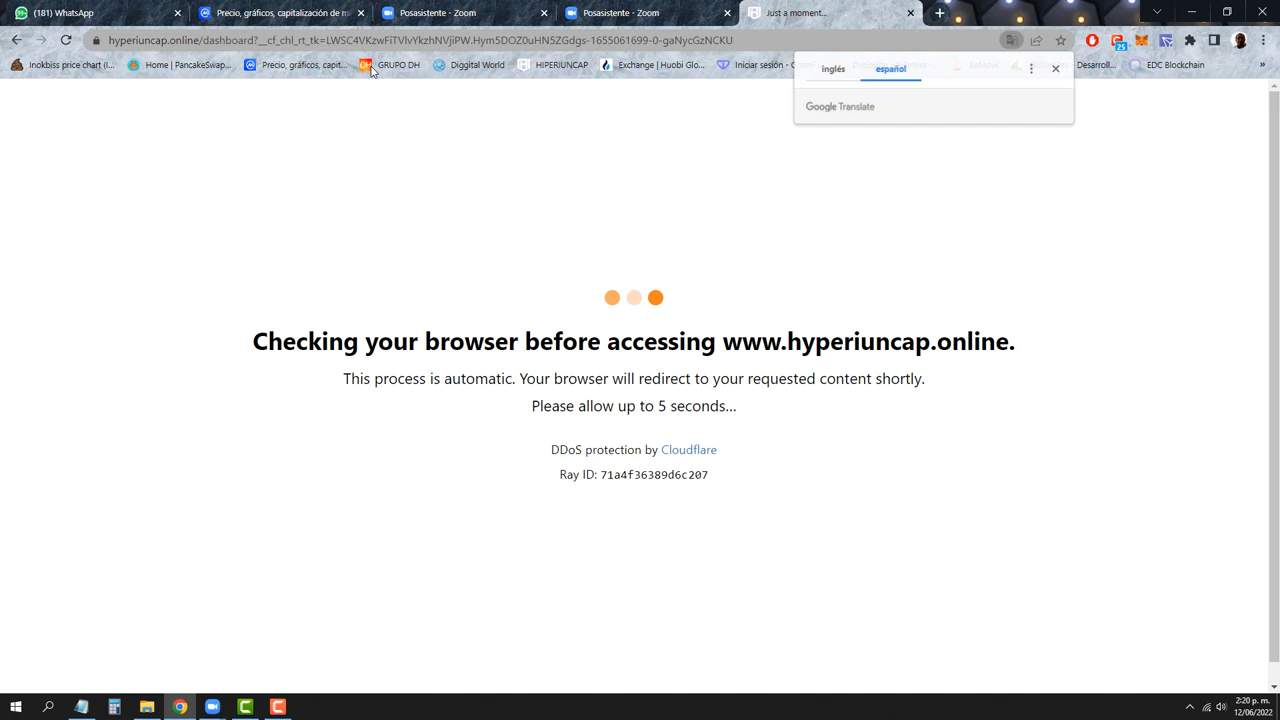 (181) WhatsApp
Precio, gráficos, capitalización de m
Posasistente - Zoom
Posasistente - Zoom
Just a moment...
hyperiuncap.online/dashboard?__cf_chl_rt_tk=LWSC4VKzwFiTVlvYkzhNVjiPW.Hym5DOZ0uHN5ZGdgs-1655061699-0-gaNycGzNCKU
Inokbiss price chart (I...
Home | PancakeSwap...
Precio, gráficos, capit...
DH GRUPO DH
Diggital World
HIPERIUNCAP
Exchange | Huobi Glo...
Iniciar sesión
Desarroll...
EDC Blockchain
»
25
inglés
español
Google Translate
Checking your browser before accessing www.hyperiuncap.online.
This process is automatic. Your browser will redirect to your requested content shortly.
Please allow up to 5 seconds...
DDoS protection by Cloudflare
Ray ID: 71a4f36389d6c207
2:20 p. m.
12/06/2022